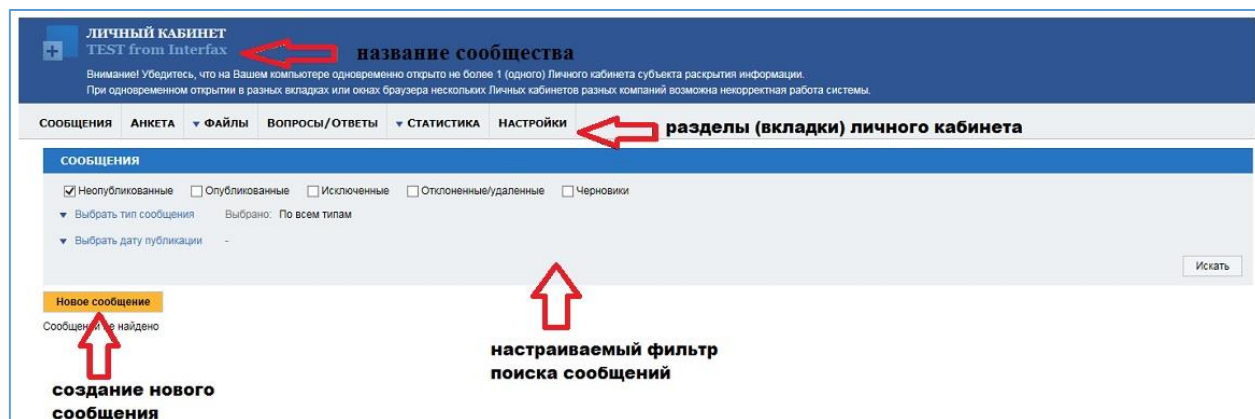 ЛИЧНЫЙ КАБИНЕТ
TEST from Interfax
название сообщества
Внимание! Убедитесь, что на Вашем компьютере одновременно открыто не более 1 (одного) Личного кабинета субъекта раскрытия информации.
При одновременном открытии в разных вкладках или окнах браузера нескольких Личных кабинетов разных компаний возможна некорректная работа системы.
СООБЩЕНИЯ АНКЕТА ФАЙЛЫ ВОПРОСЫ/ОТВЕТЫ СТАТИСТИКА НАСТРОЙКИ
разделы (вкладки) личного кабинета
СООБЩЕНИЯ
Неопубликованные Опубликованные Исключенные Отклоненные/удаленные Черновики
Выбрать тип сообщения Выбрано: По всем типам
Выбрать дату публикации -
Искать
Новое сообщение
Сообщений не найдено
настраиваемый фильтр
поиска сообщений
создание нового
сообщения